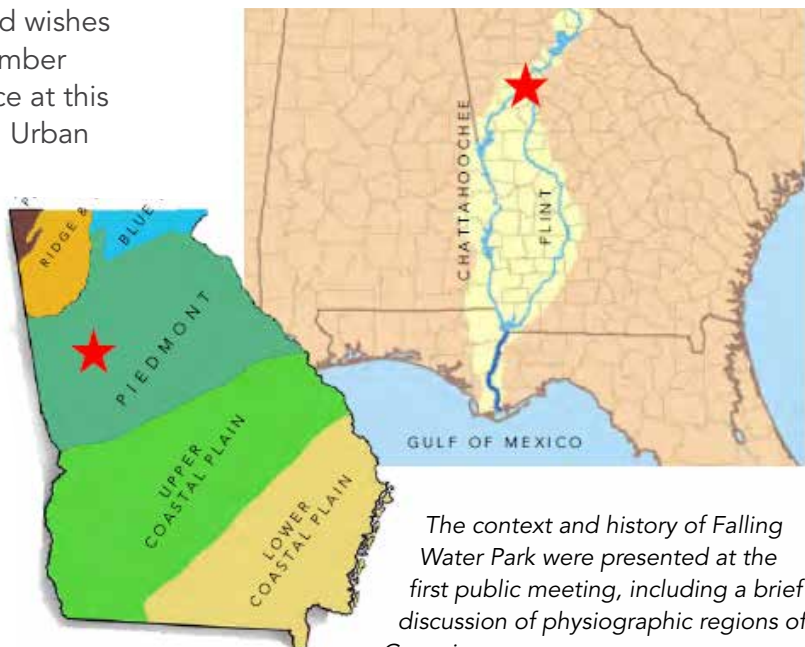 d wishes
mber
ce at this
Urban
CHATTAHOOCHEE
FLINT
GULF OF MEXICO
RIDGE &
BLUE
PIEDMONT
UPPER
COASTAL PLAIN
LOWER
COASTAL PLAIN
The context and history of Falling
Water Park were presented at the
first public meeting, including a brief
discussion of physiographic regions of